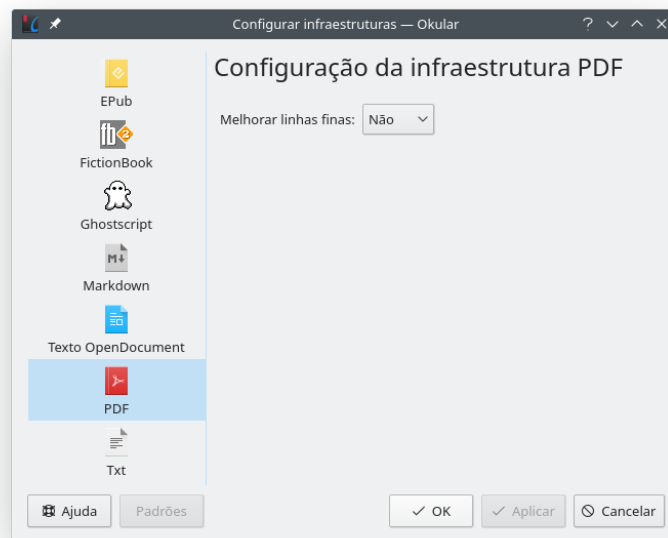 Configurar infraestruturas — Okular
EPub
FictionBook
Ghostscript
Markdown
Texto OpenDocument
PDF
Txt
Configuração da infraestrutura PDF
Melhorar linhas finas: Não
Ajuda
Padrões
OK
Aplicar
Cancelar